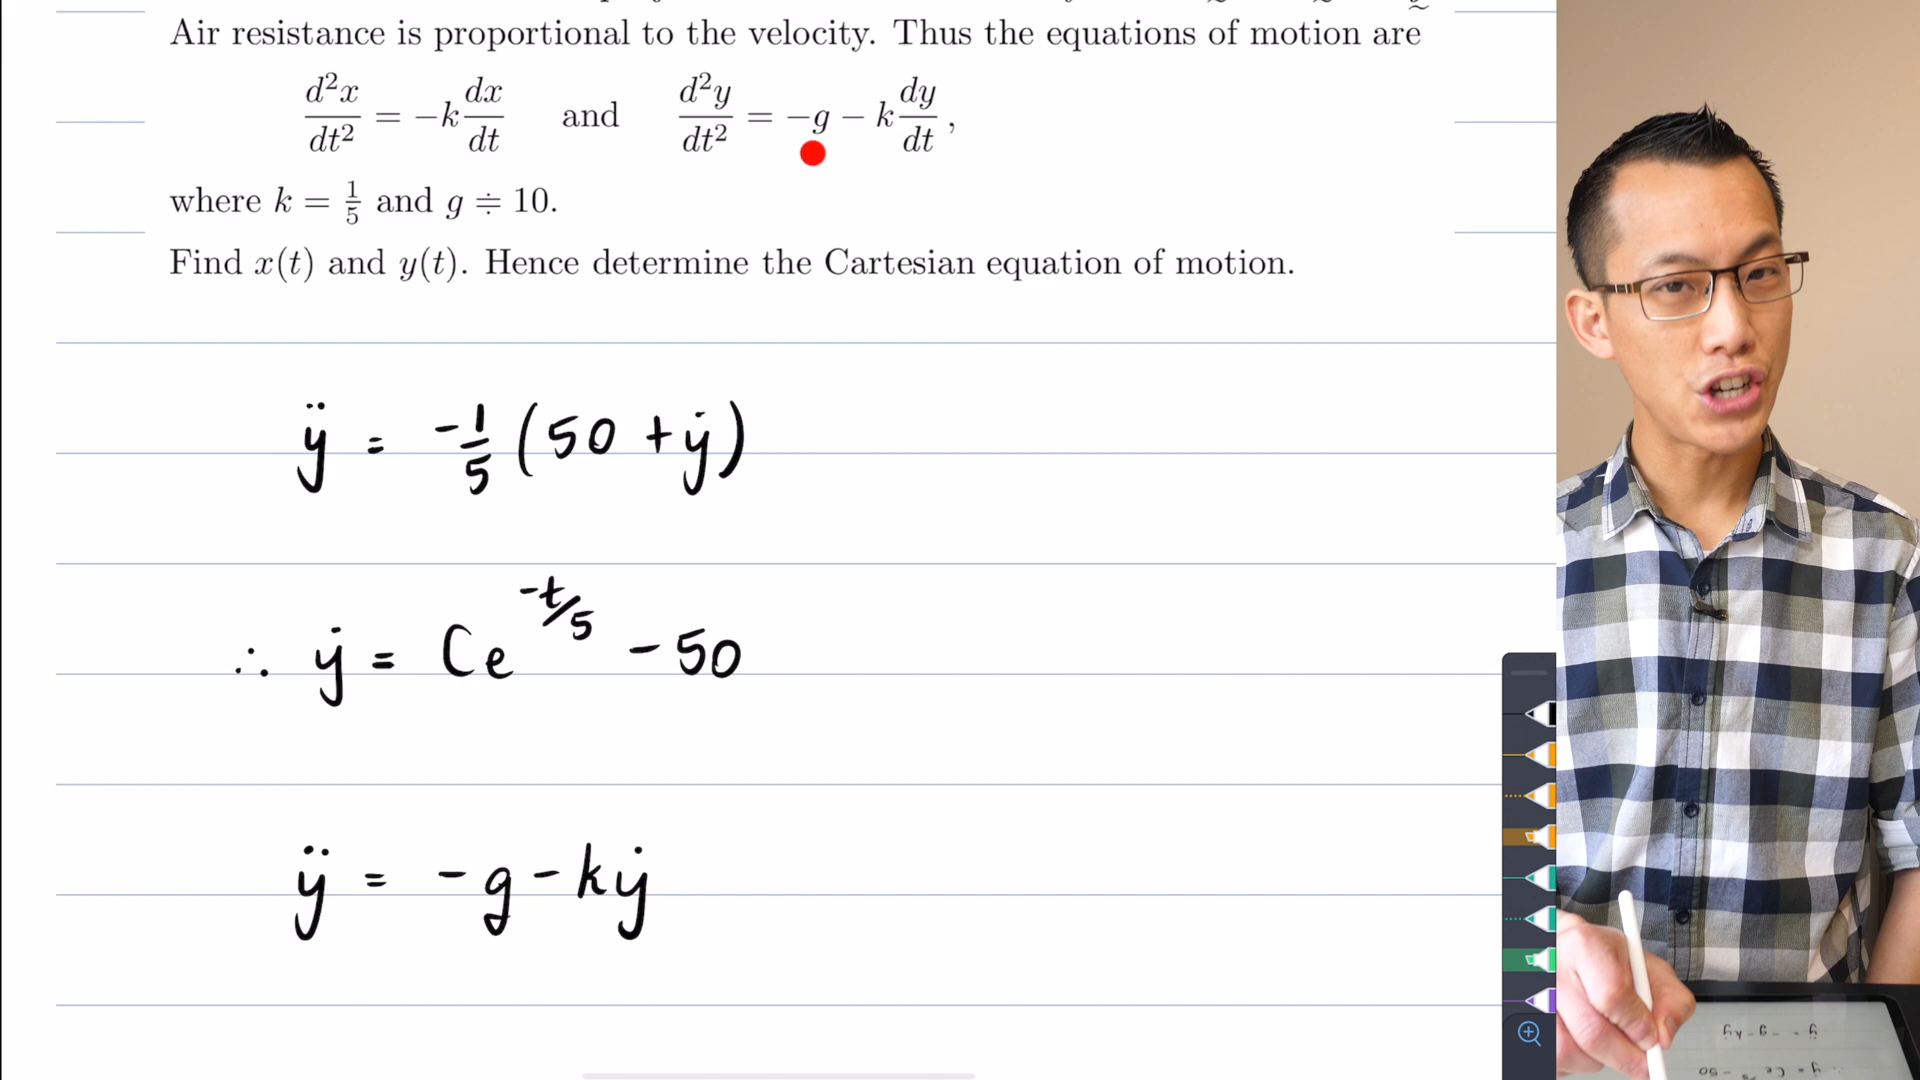 Air resistance is proportional to the velocity. Thus the equations of motion are
d²x/dt² = −k dx/dt and d²y/dt² = −g − k dy/dt ,
where k = 1/5 and g ≑ 10.
Find x(t) and y(t). Hence determine the Cartesian equation of motion.
ÿ = -1/5 (50 + ẏ)
∴ ẏ = Ce^(-t/5) - 50
ÿ = - g - kẏ